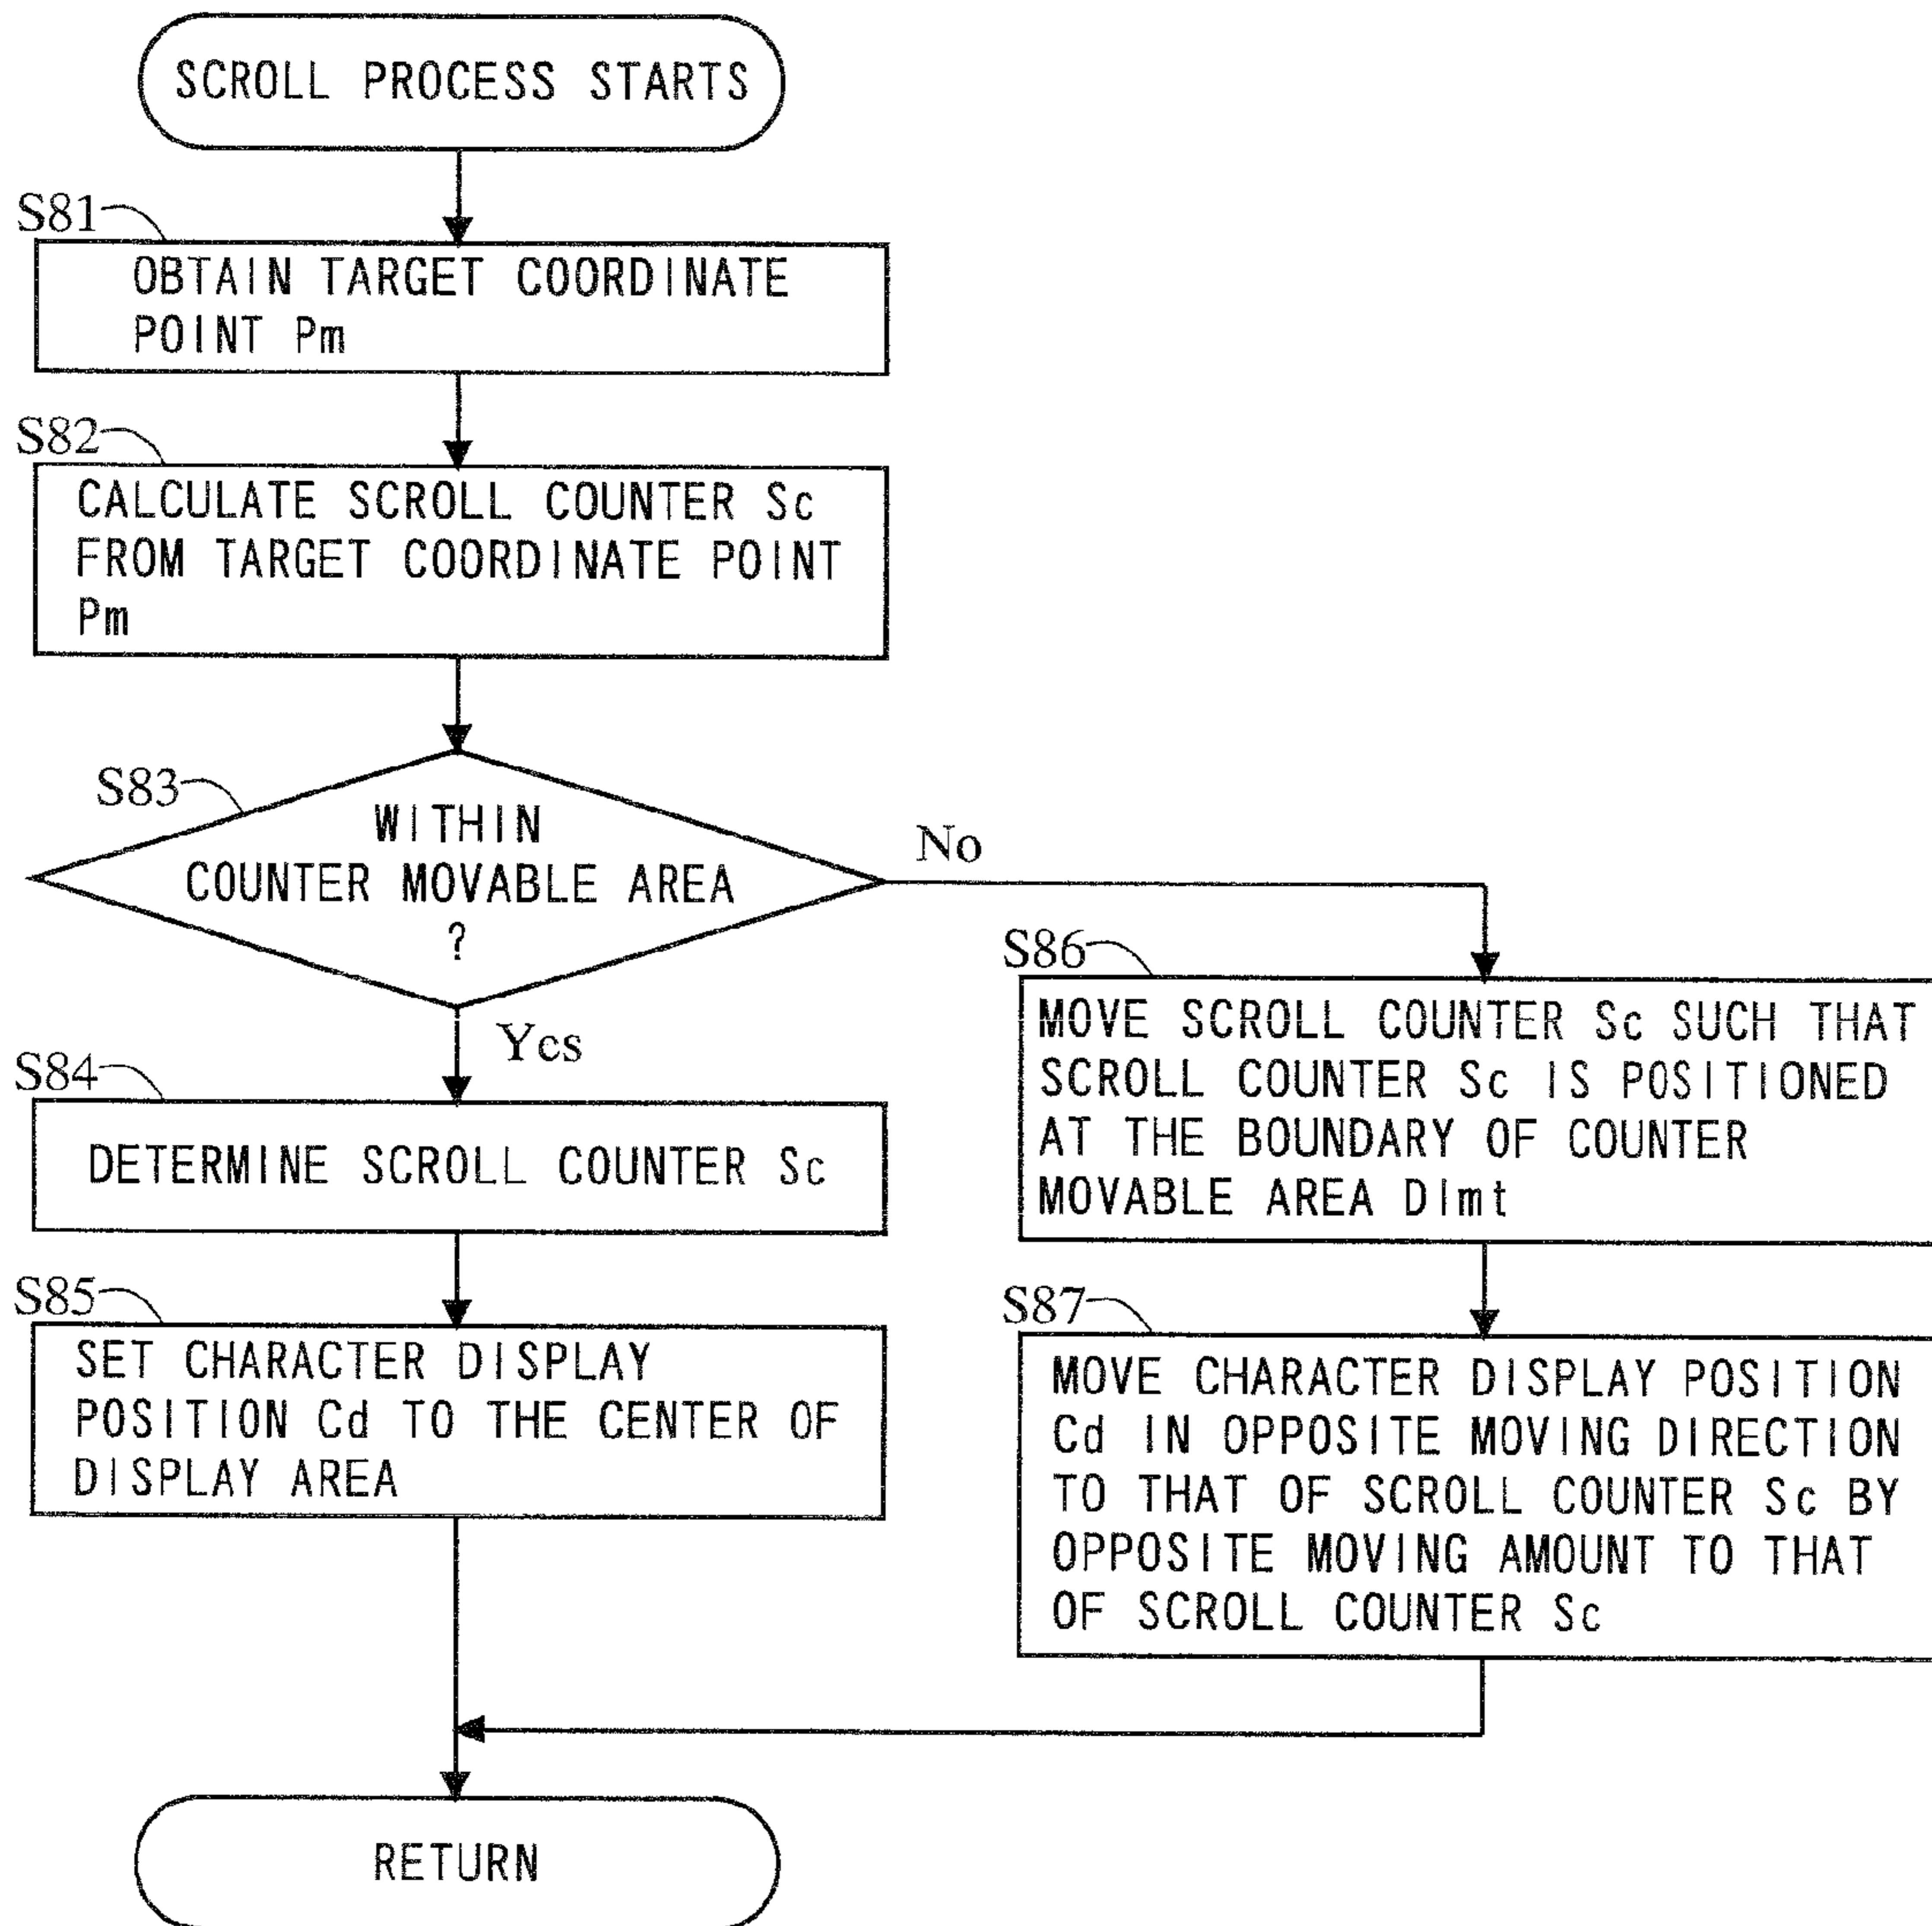 SCROLL PROCESS STARTS
S81
OBTAIN TARGET COORDINATE
POINT Pm
S82
CALCULATE SCROLL COUNTER Sc
FROM TARGET COORDINATE POINT
Pm
S83
WITHIN
COUNTER MOVABLE AREA
?
No
Yes
S84
DETERMINE SCROLL COUNTER Sc
S85
SET CHARACTER DISPLAY
POSITION Cd TO THE CENTER OF
DISPLAY AREA
S86
MOVE SCROLL COUNTER Sc SUCH THAT
SCROLL COUNTER Sc IS POSITIONED
AT THE BOUNDARY OF COUNTER
MOVABLE AREA Dlmt
S87
MOVE CHARACTER DISPLAY POSITION
Cd IN OPPOSITE MOVING DIRECTION
TO THAT OF SCROLL COUNTER Sc BY
OPPOSITE MOVING AMOUNT TO THAT
OF SCROLL COUNTER Sc
RETURN